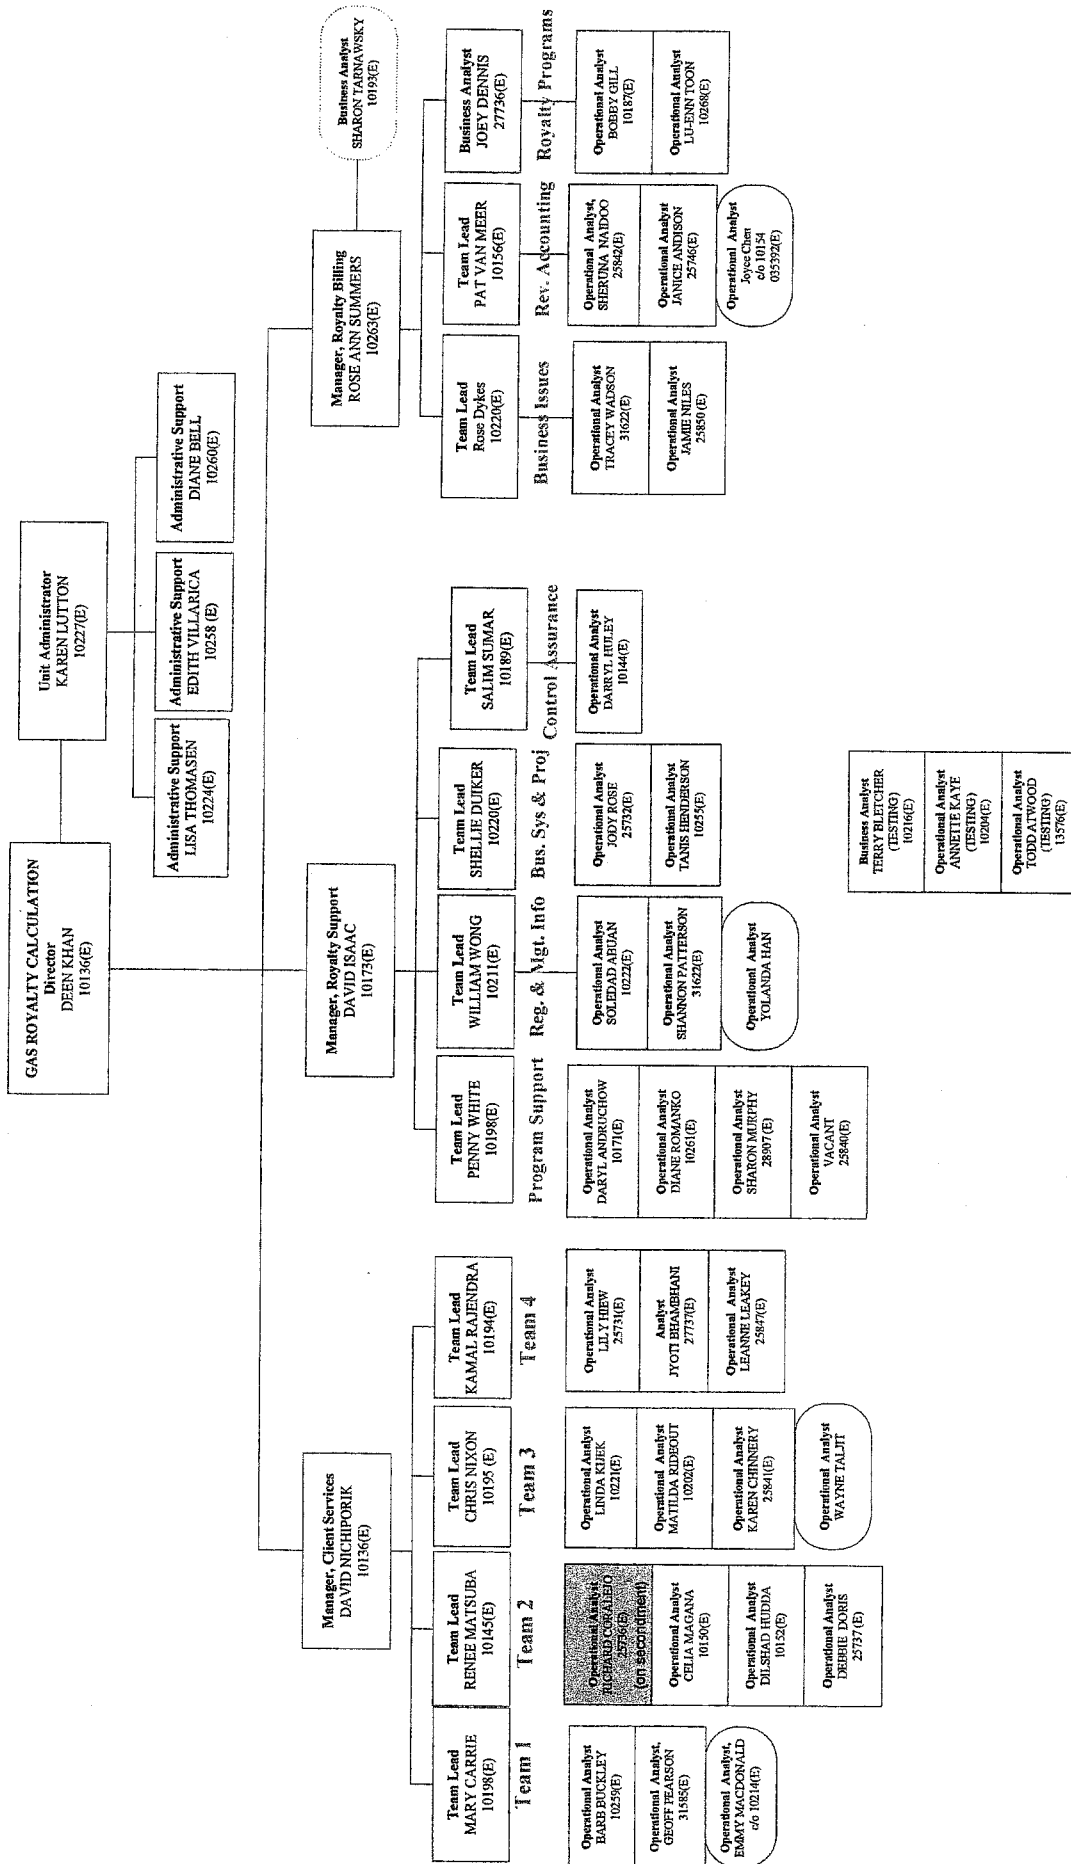 GAS ROYALTY CALCULATION
Director
DEEN KHAN
10136(E)
Unit Administrator
KAREN LUTTON
10227(E)
Administrative Support
LISA THOMASEN
10224(E)
Administrative Support
EDITH VILLARICA
10258 (E)
Administrative Support
DIANE BELL
10260(E)
Manager, Client Services
DAVID NICHIPORIK
10136(E)
Manager, Royalty Support
DAVID ISAAC
10173(E)
Manager, Royalty Billing
ROSE ANN SUMMERS
10263(E)
Business Analyst
SHARON TARNAWSKY
10193(E)
Team Lead
MARY CARRIE
10198(E)
Team 1
Operational Analyst
BARB BUCKLEY
10259(E)
Operational Analyst,
GEOFF PEARSON
31585(E)
Operational Analyst,
EMMY MACDONALD
c/o 10214(E)
Team Lead
RENEE MATSUBA
10145(E)
Team 2
Operational Analyst
RICHARD CORALEJO
25736(E)
(on secondment)
Operational Analyst
CELIA MAGANA
10150(E)
Operational Analyst
DILSHAD HUDDA
10152(E)
Operational Analyst
DEBBIE DORIS
25737(E)
Team Lead
CHRIS NIXON
10195 (E)
Team 3
Operational Analyst
LINDA KIJEK
10221(E)
Operational Analyst
MATILDA RIDEOUT
10202(E)
Operational Analyst
KAREN CHINNERY
25841(E)
Operational Analyst
WAYNE TALJIT
Team Lead
KAMAL RAJENDRA
10194(E)
Team 4
Operational Analyst
LILY HIEW
25731(E)
Analyst
JYOTI BHAMBHANI
27737(E)
Operational Analyst
LEANNE LEAKEY
25847(E)
Team Lead
PENNY WHITE
10198(E)
Program Support
Operational Analyst
DARYL ANDRUCHOW
10171(E)
Operational Analyst
DIANE ROMANKO
10261(E)
Operational Analyst
SHARON MURPHY
28907(E)
Operational Analyst
VACANT
25840(E)
Team Lead
WILLIAM WONG
10211(E)
Reg. & Mgt. Info
Operational Analyst
SOLEDAD ABUAN
10222(E)
Operational Analyst
SHANNON PATTERSON
31622(E)
Operational Analyst
YOLANDA HAN
Team Lead
SHELLIE DUIKER
10220(E)
Bus. Sys & Proj
Operational Analyst
JODY ROSE
25732(E)
Operational Analyst
TANIS HENDERSON
10255(E)
Team Lead
SALIM SUMAR
10189(E)
Control Assurance
Operational Analyst
DARRYL HULEY
10144(E)
Business Analyst
TERRY BLETCHER
(TESTING)
10216(E)
Operational Analyst
ANNETTE KAYE
(TESTING)
10204(E)
Operational Analyst
TODD ATWOOD
(TESTING)
13576(E)
Team Lead
Rose Dykes
10220(E)
Business Issues
Operational Analyst
TRACEY WADSON
31622(E)
Operational Analyst
JAMIE NILES
25850 (E)
Team Lead
PAT VAN MEER
10156(E)
Rev. Accounting
Operational Analyst,
SHERUNA NAIDOO
25842(E)
Operational Analyst
JANICE ANDISON
25746(E)
Operational Analyst
Joyce Chen
c/o 10154
035392(E)
Business Analyst
JOEY DENNIS
27736(E)
Royalty Programs
Operational Analyst
BOBBY GILL
10187(E)
Operational Analyst
LU-ENN TOON
10268(E)